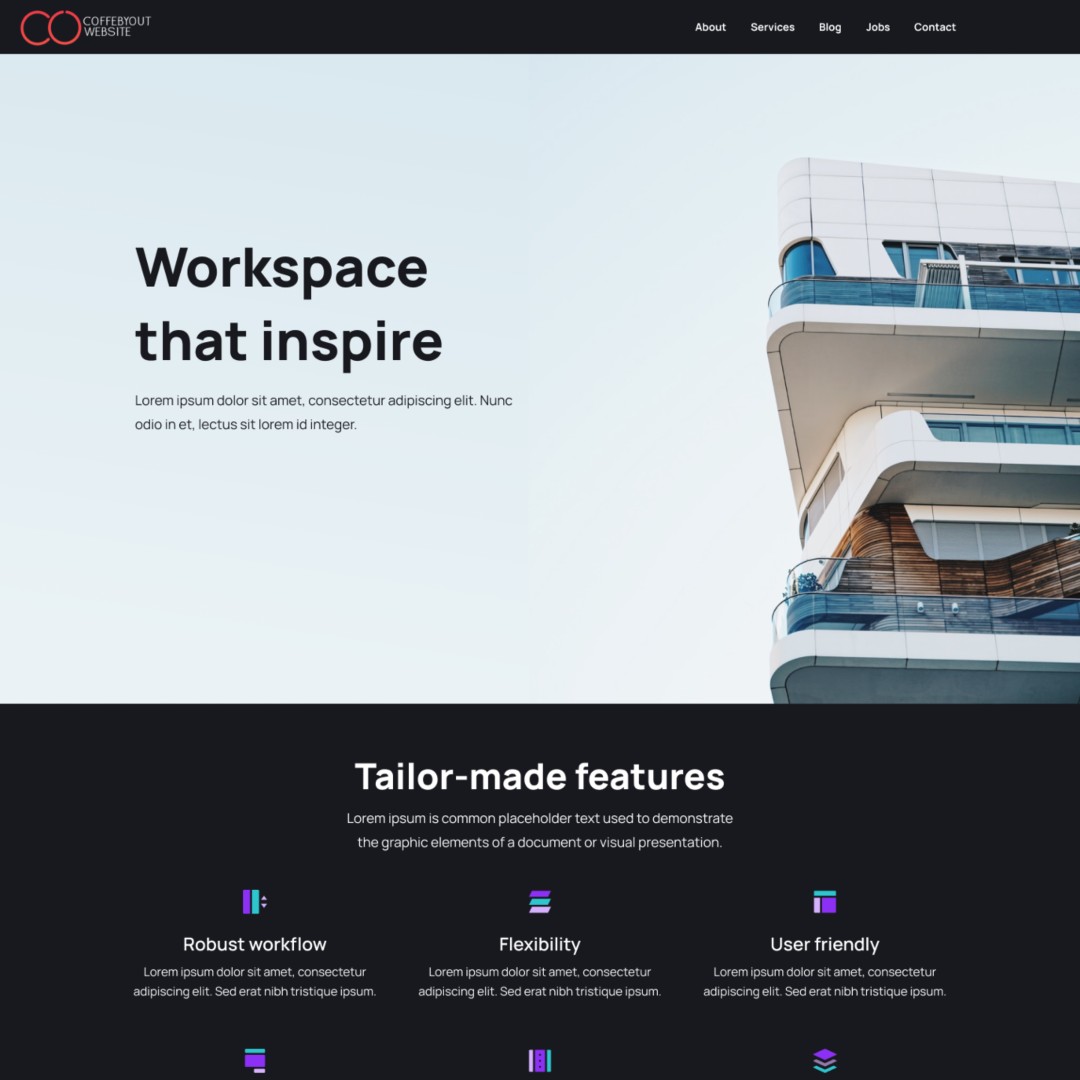 COFFEBYOUT
WEBSITE
About Services Blog Jobs Contact
Workspace
that inspire
Lorem ipsum dolor sit amet, consectetur adipiscing elit. Nunc
odio in et, lectus sit lorem id integer.
Tailor-made features
Lorem ipsum is common placeholder text used to demonstrate
the graphic elements of a document or visual presentation.
Robust workflow
Lorem ipsum dolor sit amet, consectetur
adipiscing elit. Sed erat nibh tristique ipsum.
Flexibility
Lorem ipsum dolor sit amet, consectetur
adipiscing elit. Sed erat nibh tristique ipsum.
User friendly
Lorem ipsum dolor sit amet, consectetur
adipiscing elit. Sed erat nibh tristique ipsum.